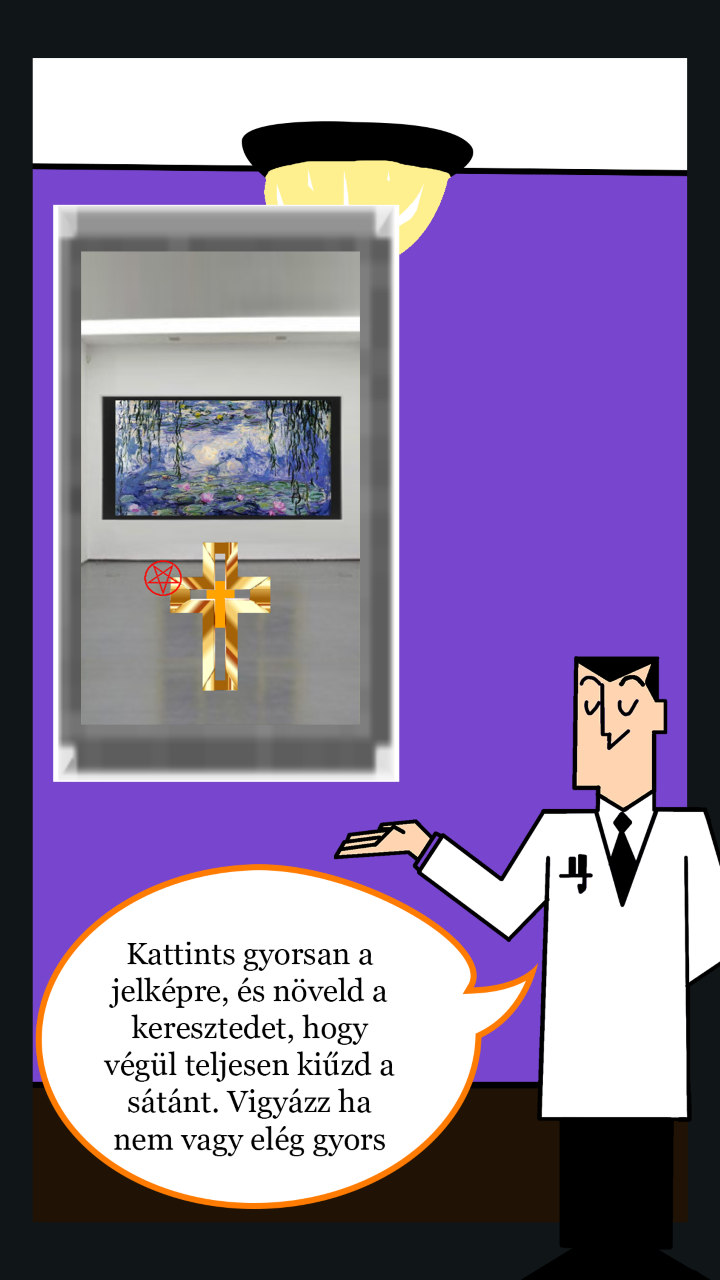 Kattints gyorsan a
jelképre, és növeld a
keresztedet, hogy
végül teljesen kiűzd a
sátánt. Vigyázz ha
nem vagy elég gyors